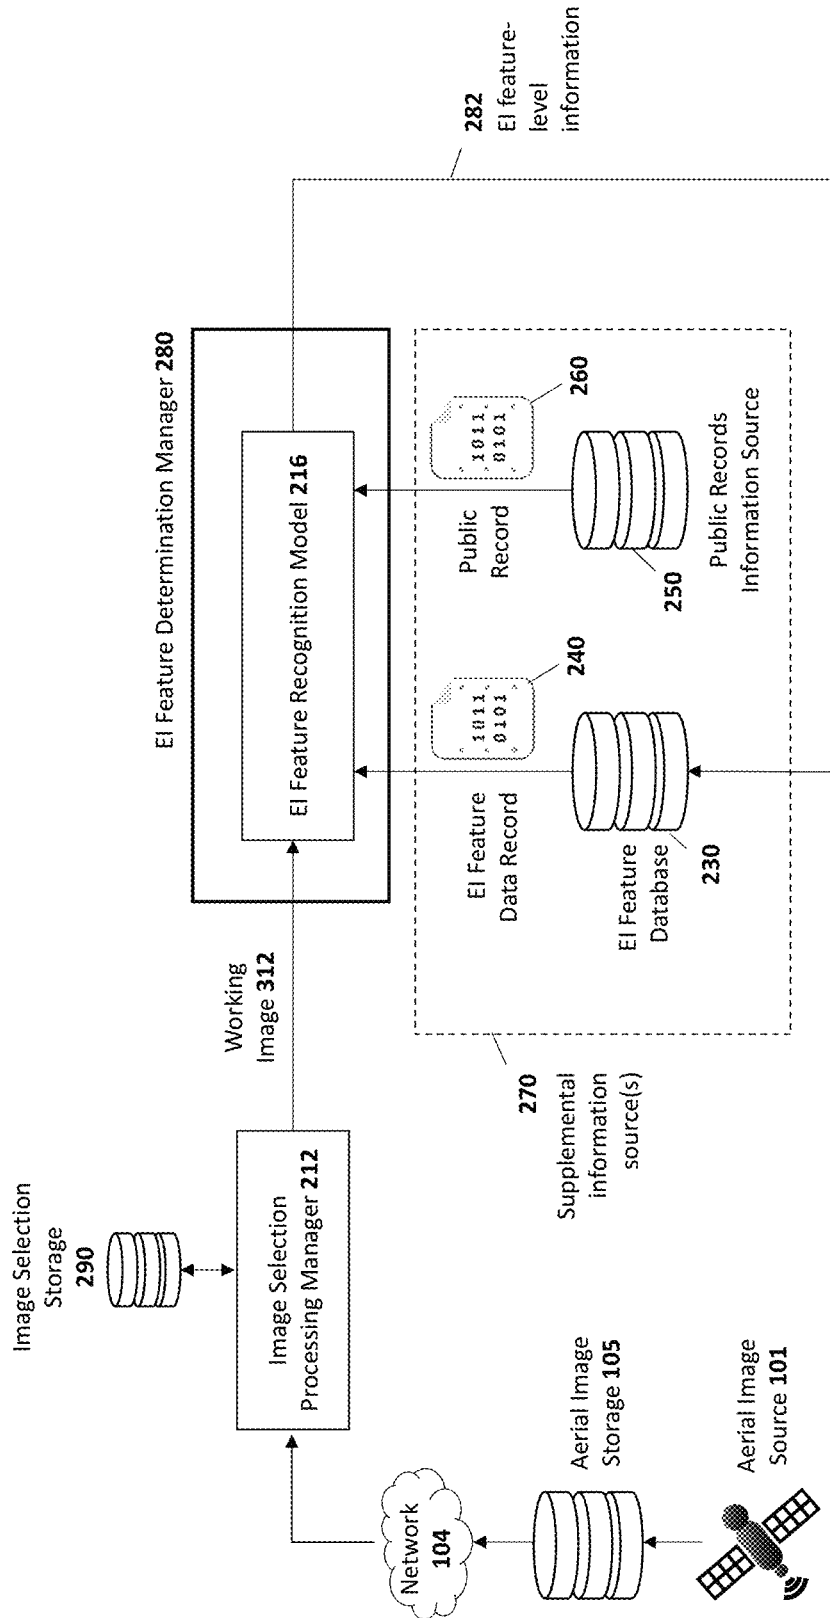 Image Selection
Storage
290
Image Selection
Processing Manager 212
Network
104
Aerial Image
Storage 105
Aerial Image
Source 101
Working
Image 312
EI Feature Determination Manager 280
EI Feature Recognition Model 216
270
Supplemental
information
source(s)
EI Feature
Data Record
1011
0101
240
EI Feature
Database
230
Public
Record
1011
0101
260
250
Public Records
Information Source
282
EI feature-
level
information